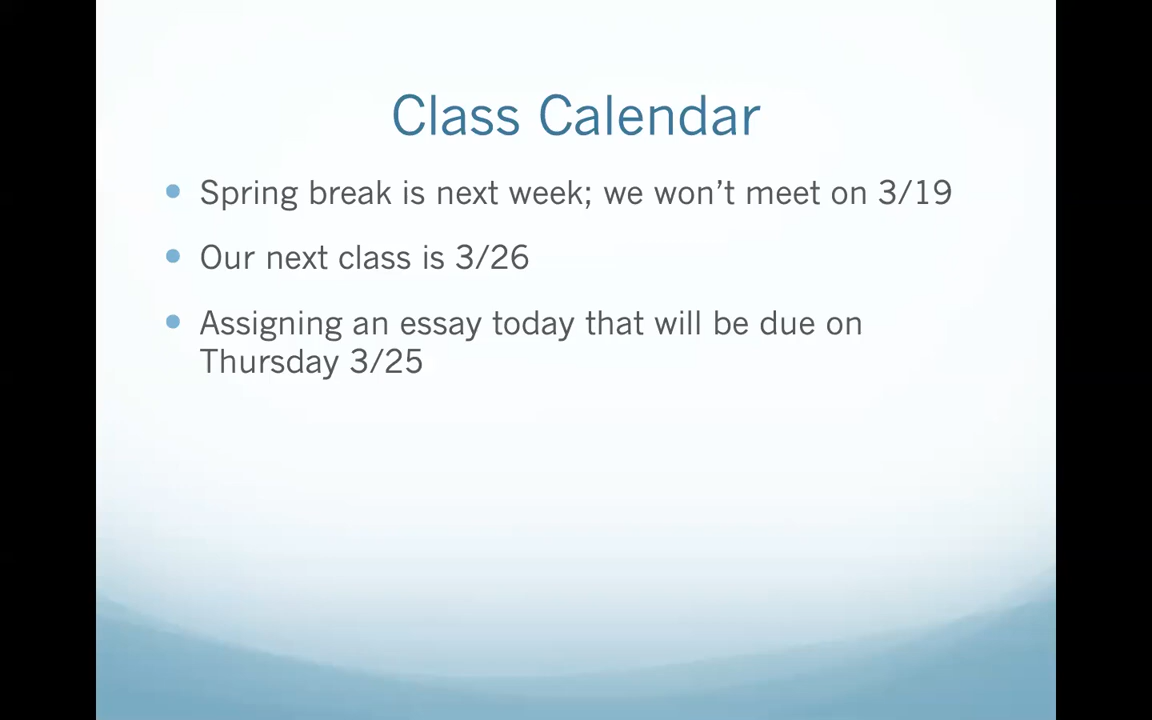 Class Calendar
Spring break is next week; we won’t meet on 3/19
Our next class is 3/26
Assigning an essay today that will be due on
Thursday 3/25